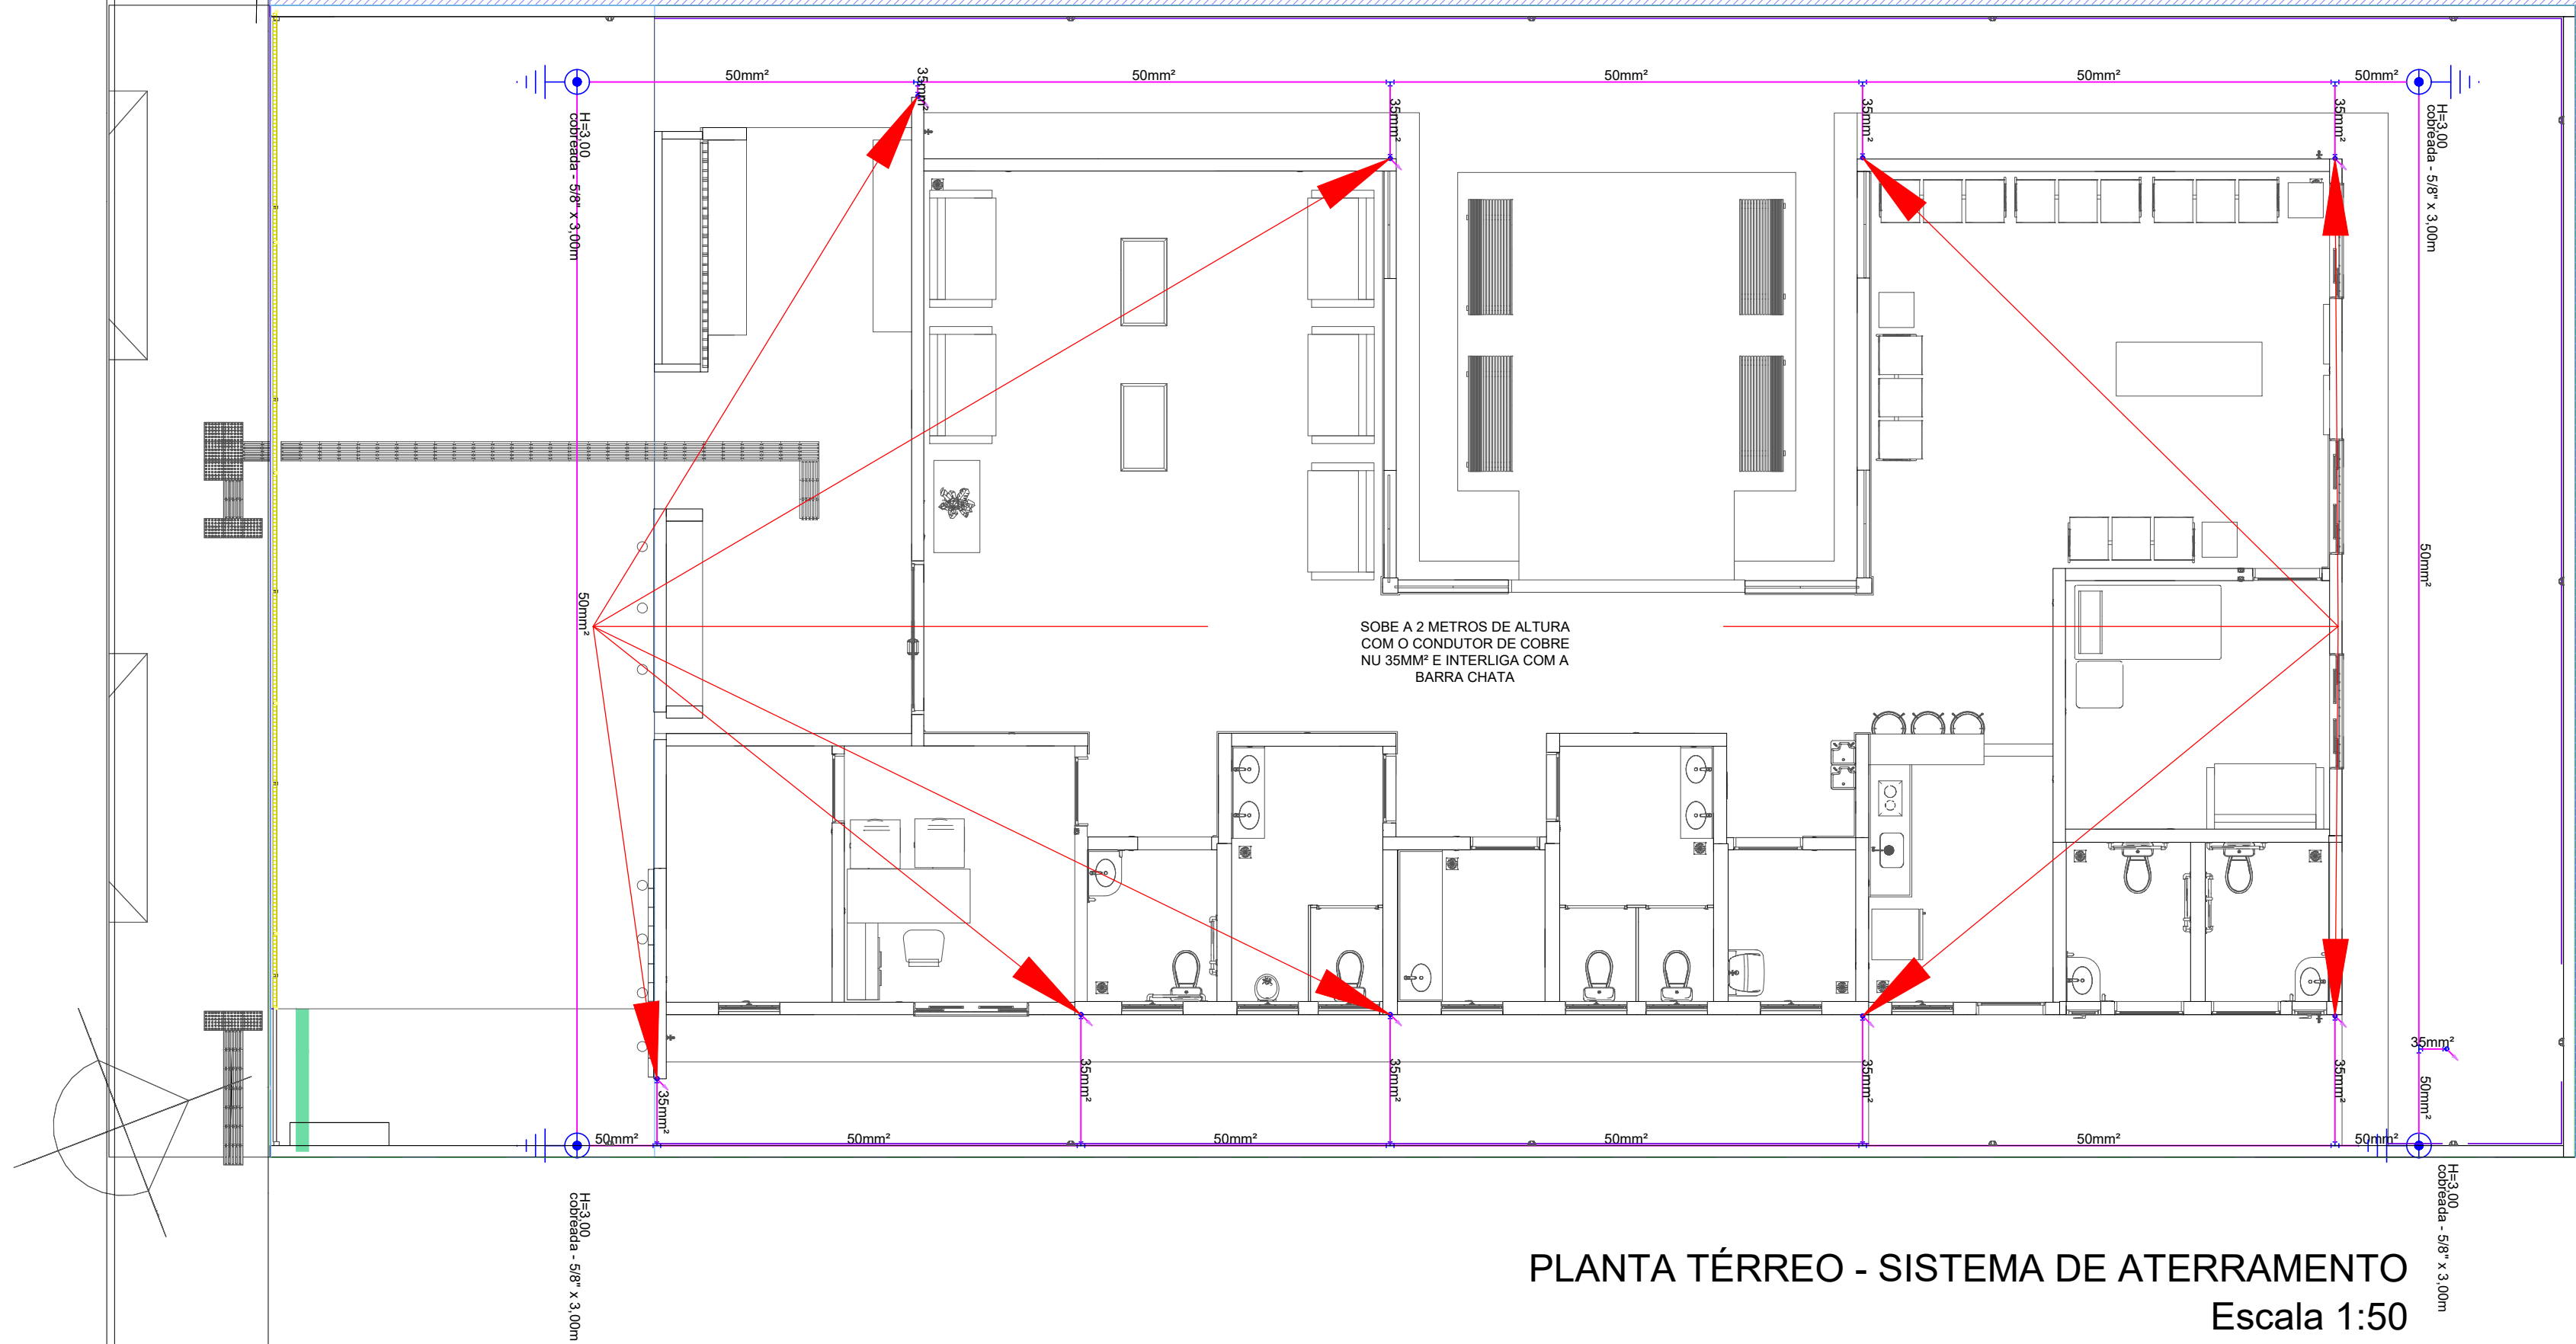 50mm²
50mm²
50mm²
50mm²
50mm²
35mm²
35mm²
35mm²
35mm²
H=3,00
cobreada - 5/8" x 3,00m
H=3,00
cobreada - 5/8" x 3,00m
50mm²
50mm²
SOBE A 2 METROS DE ALTURA
COM O CONDUTOR DE COBRE
NU 35MM² E INTERLIGA COM A
BARRA CHATA
35mm²
35mm²
35mm²
35mm²
35mm²
35mm²
50mm²
50mm²
50mm²
50mm²
50mm²
50mm²
50mm²
H=3,00
cobreada - 5/8" x 3,00m
H=3,00
cobreada - 5/8" x 3,00m
PLANTA TÉRREO - SISTEMA DE ATERRAMENTO
Escala 1:50